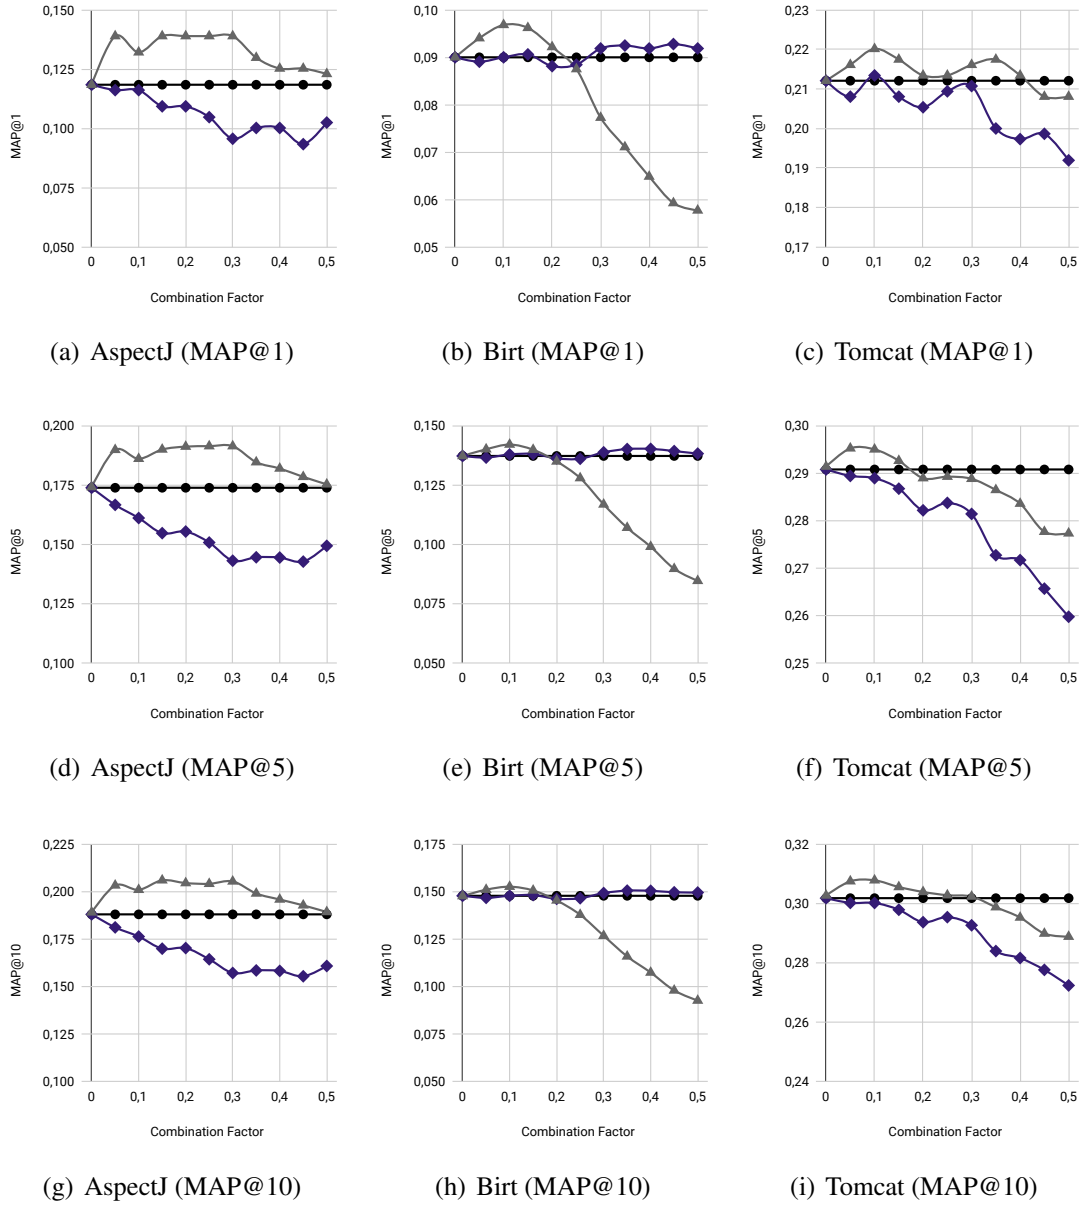 0,150
0,125
0,100
0,075
0,050
MAP@1
0 0,1 0,2 0,3 0,4 0,5
Combination Factor
(a) AspectJ (MAP@1)
0,10
0,09
0,08
0,07
0,06
0,05
MAP@1
0 0,1 0,2 0,3 0,4 0,5
Combination Factor
(b) Birt (MAP@1)
0,23
0,22
0,21
0,20
0,19
0,18
0,17
MAP@1
0 0,1 0,2 0,3 0,4 0,5
Combination Factor
(c) Tomcat (MAP@1)
0,200
0,175
0,150
0,125
0,100
MAP@5
0 0,1 0,2 0,3 0,4 0,5
Combination Factor
(d) AspectJ (MAP@5)
0,150
0,125
0,100
0,075
0,050
MAP@5
0 0,1 0,2 0,3 0,4 0,5
Combination Factor
(e) Birt (MAP@5)
0,30
0,29
0,28
0,27
0,26
0,25
MAP@5
0 0,1 0,2 0,3 0,4 0,5
Combination Factor
(f) Tomcat (MAP@5)
0,225
0,200
0,175
0,150
0,125
0,100
MAP@10
0 0,1 0,2 0,3 0,4 0,5
Combination Factor
(g) AspectJ (MAP@10)
0,175
0,150
0,125
0,100
0,075
0,050
MAP@10
0 0,1 0,2 0,3 0,4 0,5
Combination Factor
(h) Birt (MAP@10)
0,32
0,30
0,28
0,26
0,24
MAP@10
0 0,1 0,2 0,3 0,4 0,5
Combination Factor
(i) Tomcat (MAP@10)